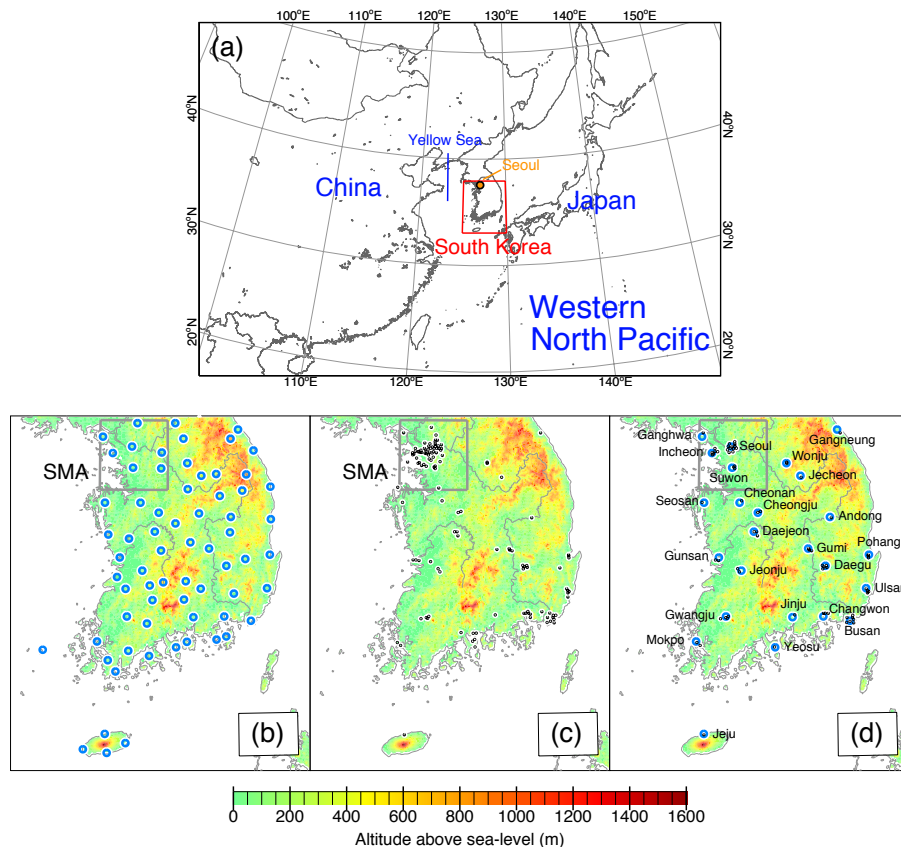 100°E 110°E 120°E 130°E 140°E 150°E
(a)
40°N
40°N
Yellow Sea
Seoul
China
Japan
30°N
30°N
South Korea
Western
North Pacific
20°N
20°N
110°E 120°E 130°E 140°E
SMA
(b)
SMA
(c)
Ganghwa
Seoul
Gangneung
Incheon
Wonju
Suwon
Jecheon
Seosan
Cheonan
Cheongju
Andong
Daejeon
Gunsan
Gumi
Pohang
Jeonju
Daegu
Ulsan
Jinju
Changwon
Gwangju
Busan
Mokpo
Yeosu
Jeju
(d)
0 200 400 600 800 1000 1200 1400 1600
Altitude above sea-level (m)